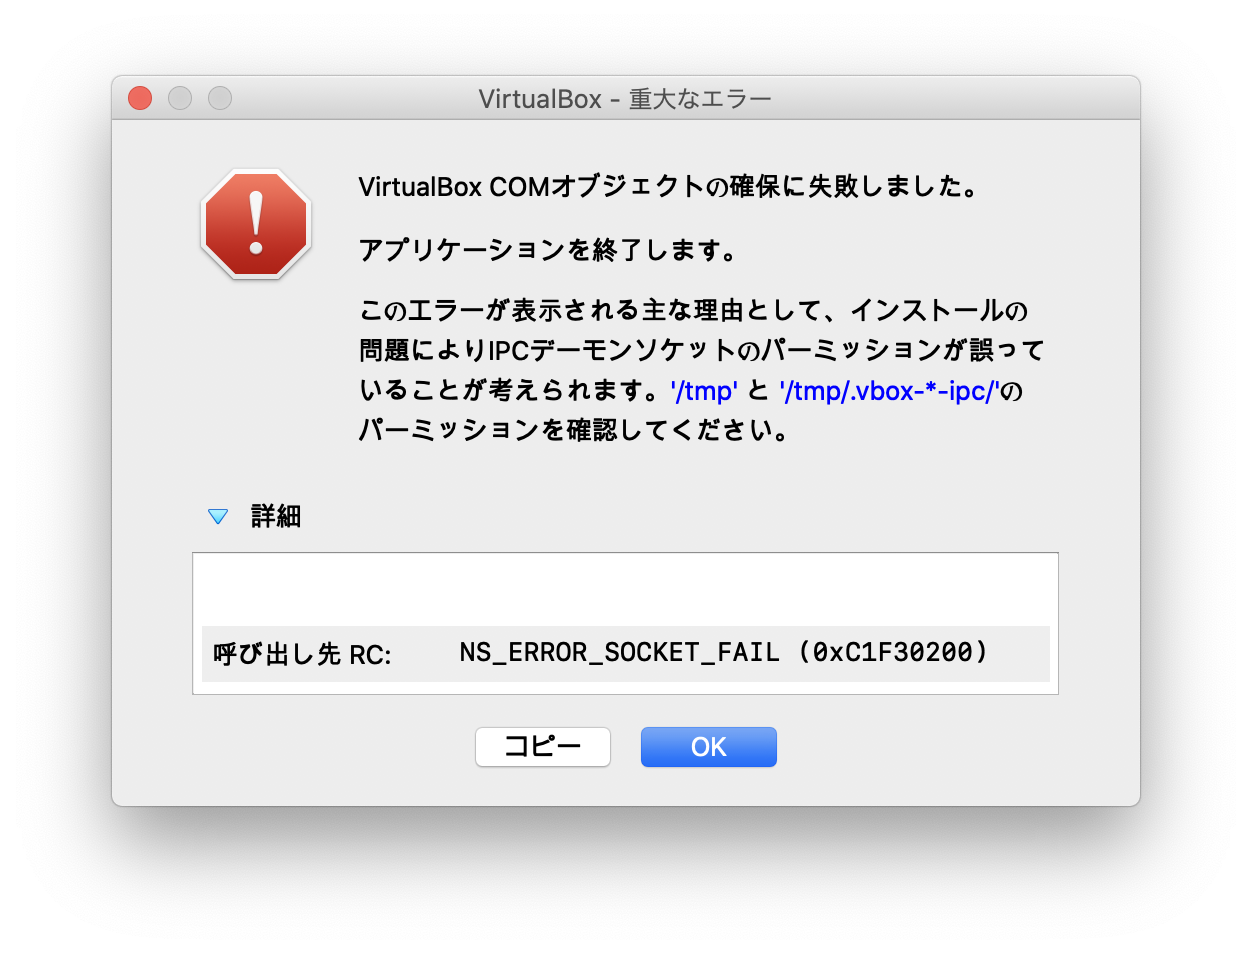 VirtualBox - 重大なエラー
VirtualBox COMオブジェクトの確保に失敗しました。
アプリケーションを終了します。
このエラーが表示される主な理由として、インストールの
問題によりIPCデーモンソケットのパーミッションが誤って
いることが考えられます。'/tmp' と '/tmp/.vbox-*-ipc/'の
パーミッションを確認してください。
詳細
呼び出し先 RC: NS_ERROR_SOCKET_FAIL (0xC1F30200)
コピー
OK